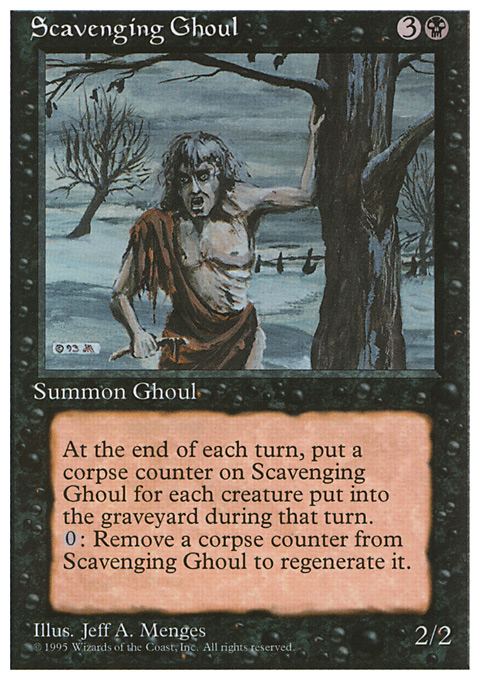 Scavenging Ghoul 3
© 93 JM
Summon Ghoul
At the end of each turn, put a
corpse counter on Scavenging
Ghoul for each creature put into
the graveyard during that turn.
0: Remove a corpse counter from
Scavenging Ghoul to regenerate it.
Illus. Jeff A. Menges
© 1995 Wizards of the Coast, Inc. All rights reserved.
2/2